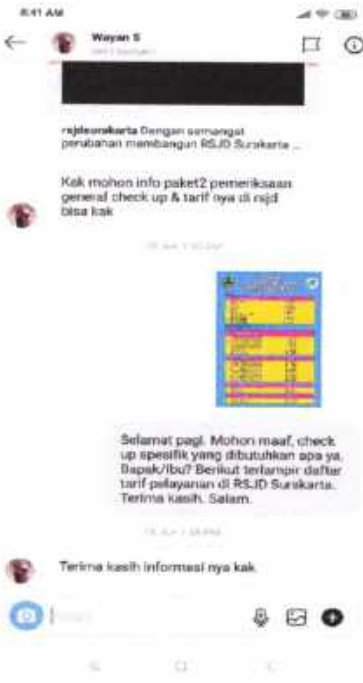 8:41 AM
Wayan S
rsjdsurakarta Dengan semangat
perubahan membangun RSJD Surakarta ...
Kak mohon info paket2 pemeriksaan
general check up & tarif nya di rsjd
bisa kak
Selamat pagi. Mohon maaf, check
up spesifik yang dibutuhkan apa ya,
Bapak/Ibu? Berikut terlampir daftar
tarif pelayanan di RSJD Surakarta.
Terima kasih. Salam.
Terima kasih informasi nya kak